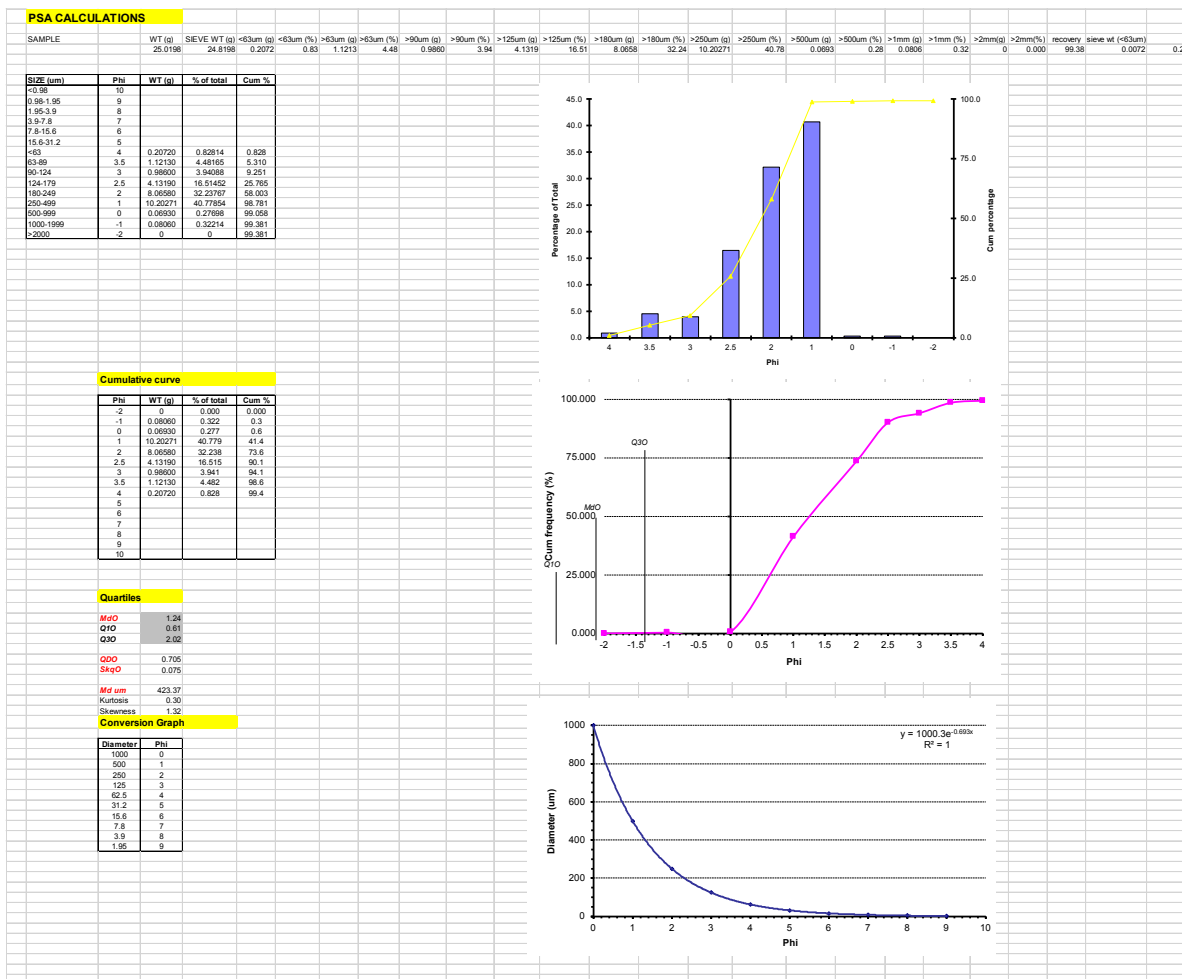 PSA CALCULATIONS
SAMPLE WT (g) SIEVE WT (g) <63um (g) <63um (%) >63um (g) >63um (%) >90um (g) >90um (%) >125um (g) >125um (%) >180um (g) >180um (%) >250um (g) >250um (%) >500um (g) >500um (%) >1mm (g) >1mm (%) >2mm(g) >2mm(%) recovery sieve wt (<63um)
25.0198 24.8198 0.2072 0.83 1.1213 4.48 0.9860 3.94 4.1319 16.51 8.0658 32.24 10.20271 40.78 0.0693 0.28 0.0806 0.32 0 0.000 99.38 0.0072 0.2
SIZE (um) Phi WT (g) % of total Cum %
<0.98 10
0.98-1.95 9
1.95-3.9 8
3.9-7.8 7
7.8-15.6 6
15.6-31.2 5
<63 4 0.20720 0.82814 0.828
63-89 3.5 1.12130 4.48165 5.310
90-124 3 0.98600 3.94088 9.251
124-179 2.5 4.13190 16.51452 25.765
180-249 2 8.06580 32.23767 58.003
250-499 1 10.20271 40.77854 98.781
500-999 0 0.06930 0.27698 99.058
1000-1999 -1 0.08060 0.32214 99.381
>2000 -2 0 0 99.381
Percentage of Total
45.0
40.0
35.0
30.0
25.0
20.0
15.0
10.0
5.0
0.0
4 3.5 3 2.5 2 1 0 -1 -2
Phi
100.0
75.0
50.0
25.0
0.0
Cum percentage
Cumulative curve
Phi WT (g) % of total Cum %
-2 0 0.000 0.000
-1 0.08060 0.322 0.3
0 0.06930 0.277 0.6
1 10.20271 40.779 41.4
2 8.06580 32.238 73.6
2.5 4.13190 16.515 90.1
3 0.98600 3.941 94.1
3.5 1.12130 4.482 98.6
4 0.20720 0.828 99.4
5
6
7
8
9
10
Cum frequency (%)
100.000
75.000
50.000
25.000
0.000
Q3O
MdO
Q1O
-2 -1.5 -1 -0.5 0 0.5 1 1.5 2 2.5 3 3.5 4
Phi
Quartiles
MdO 1.24
Q1O 0.61
Q3O 2.02
QDO 0.705
SkqO 0.075
Md um 423.37
Kurtosis 0.30
Skewness 1.32
Conversion Graph
Diameter Phi
1000 0
500 1
250 2
125 3
62.5 4
31.2 5
15.6 6
7.8 7
3.9 8
1.95 9
Diameter (um)
1000
800
600
400
200
0
y = 1000.3e-0.693x
R² = 1
0 1 2 3 4 5 6 7 8 9 10
Phi